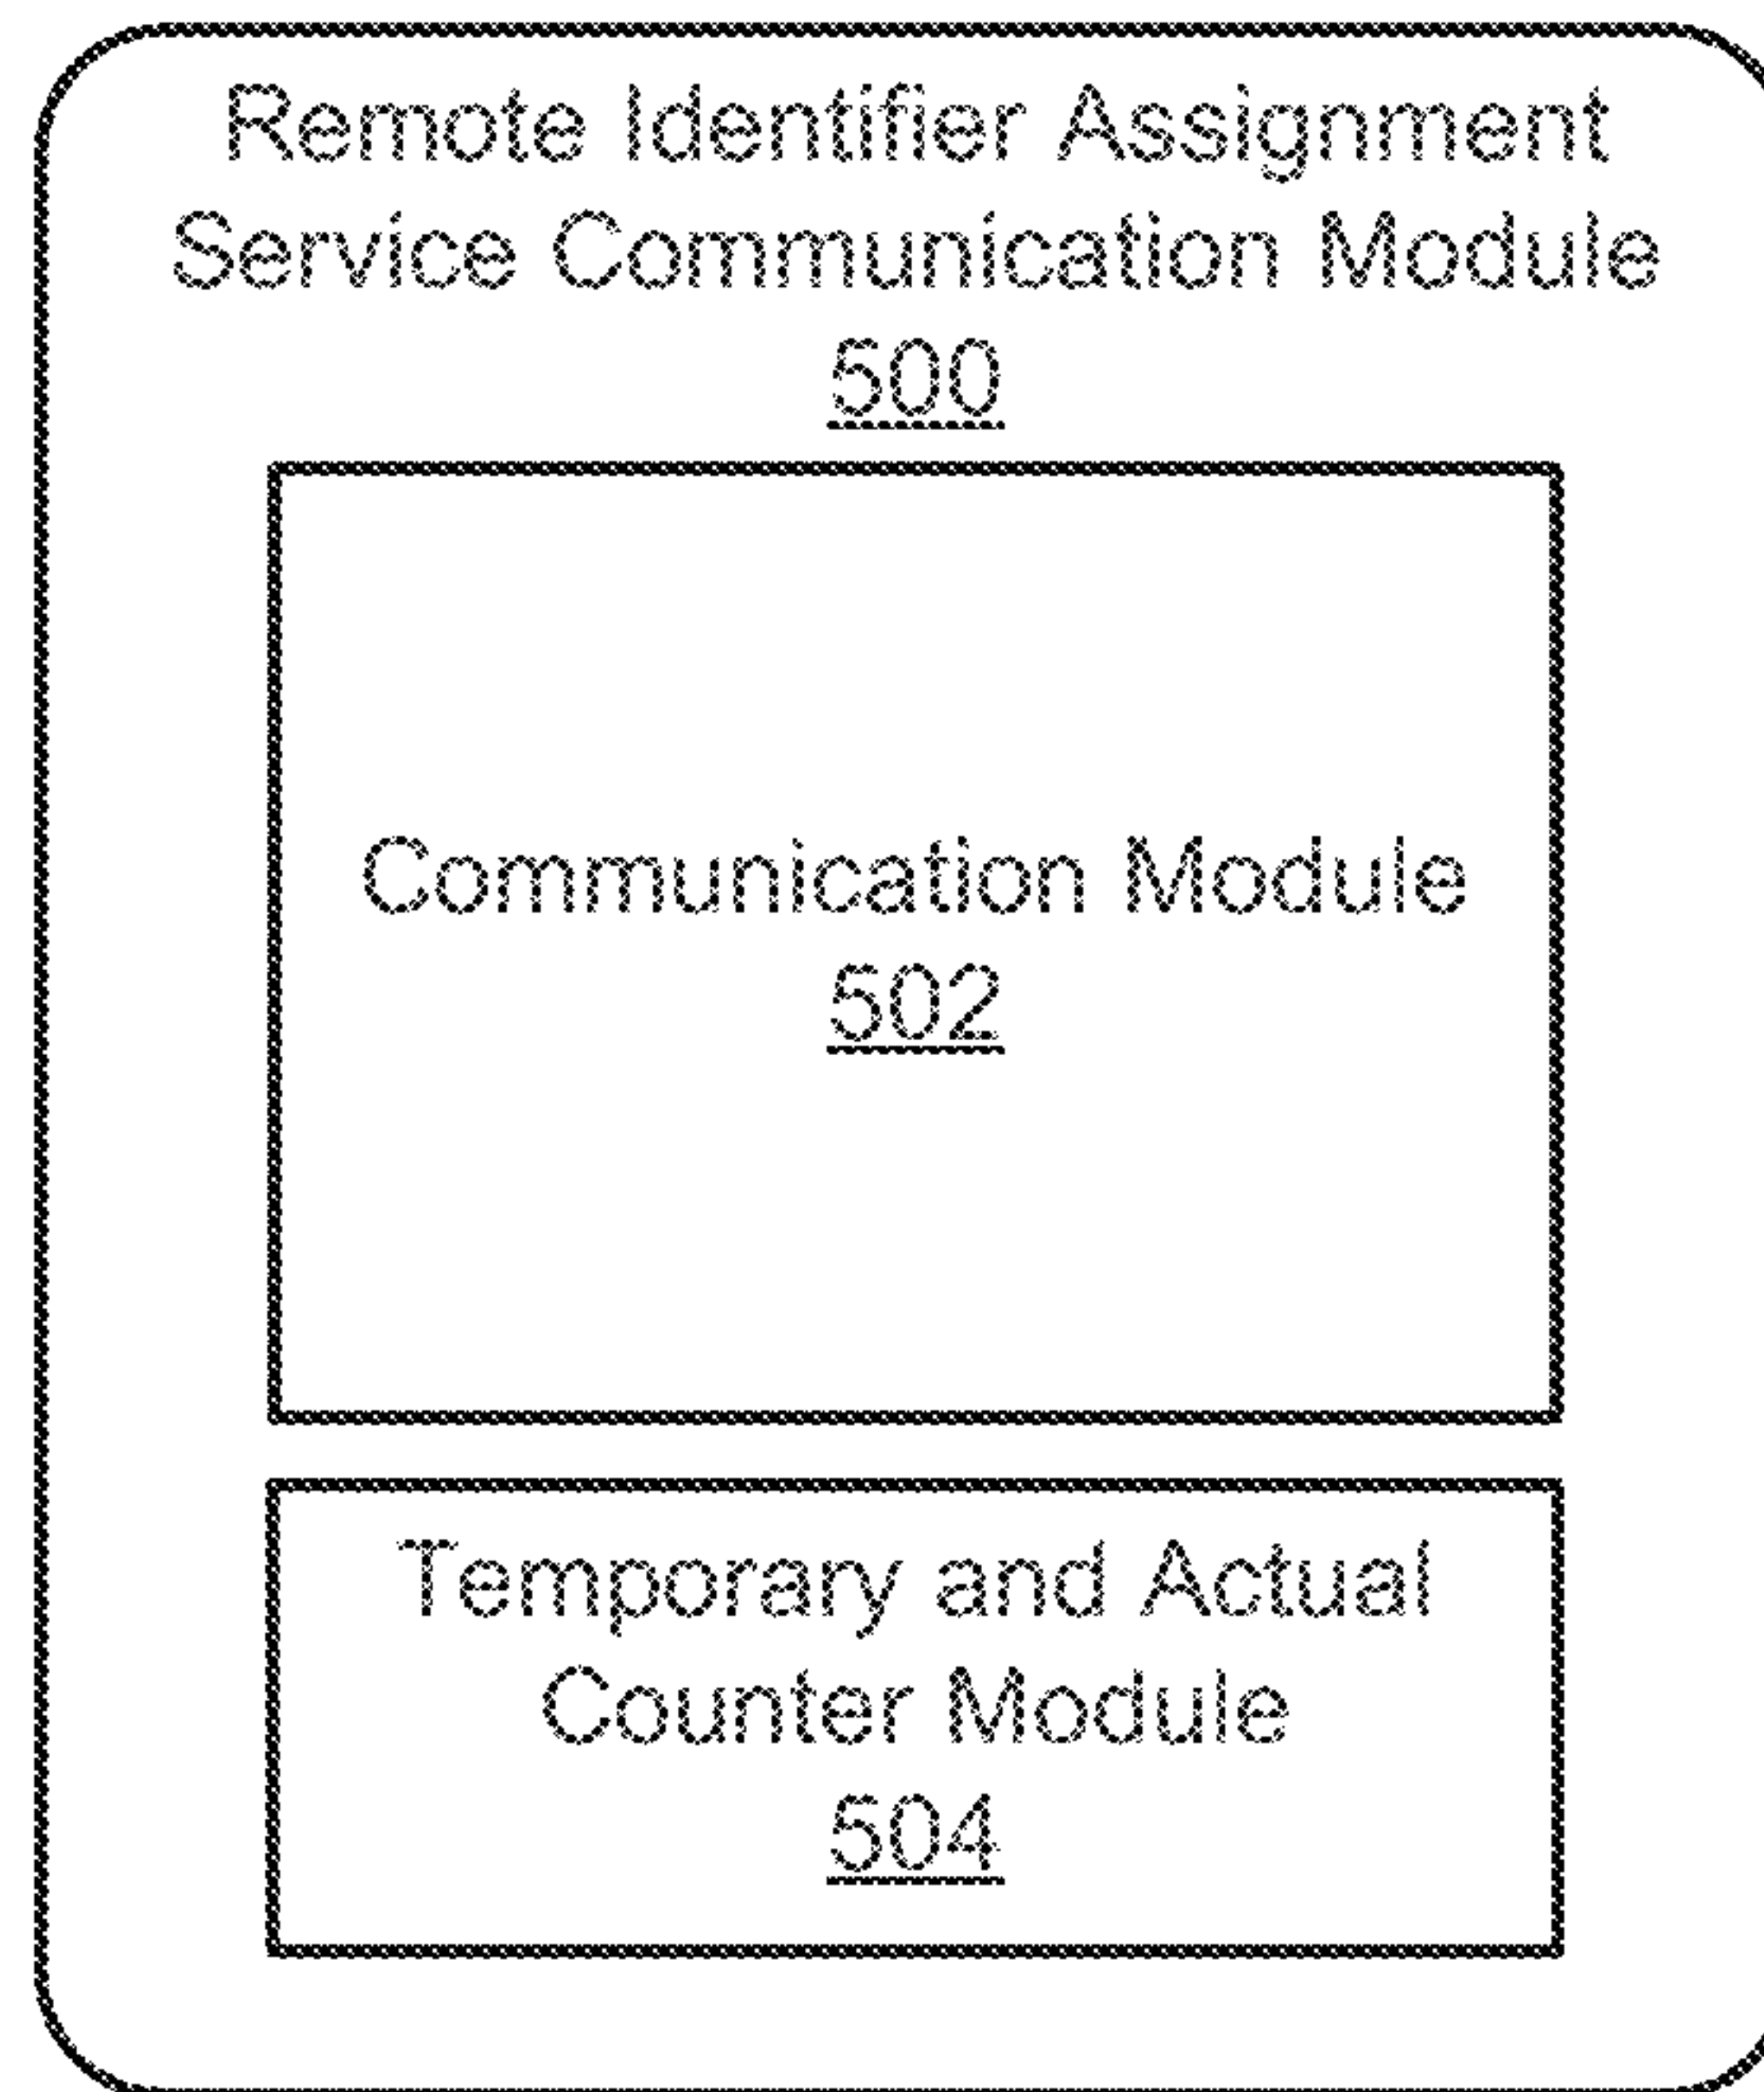 Remote Identifier Assignment
Service Communication Module
500
Communication Module
502
Temporary and Actual
Counter Module
504